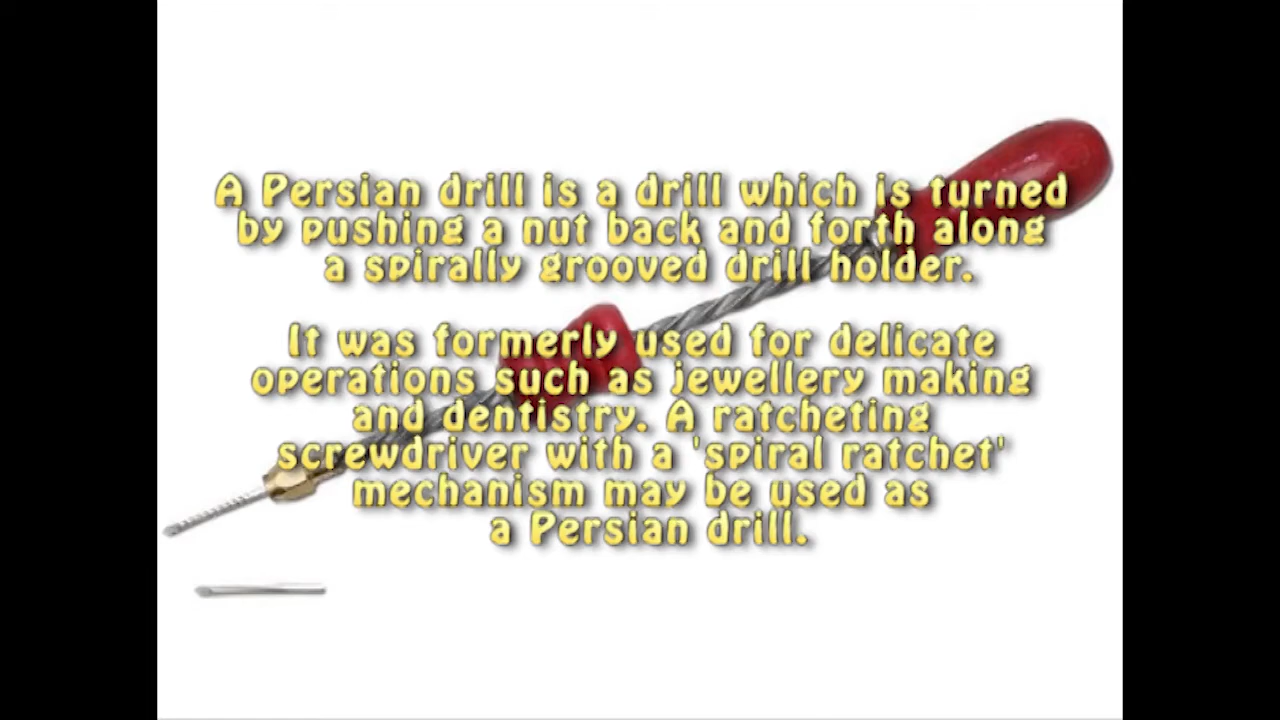 A Persian drill is a drill which is turned
by pushing a nut back and forth along
a spirally grooved drill holder.
It was formerly used for delicate
operations such as jewellery making
and dentistry. A ratcheting
screwdriver with a 'spiral ratchet'
mechanism may be used as
a Persian drill.